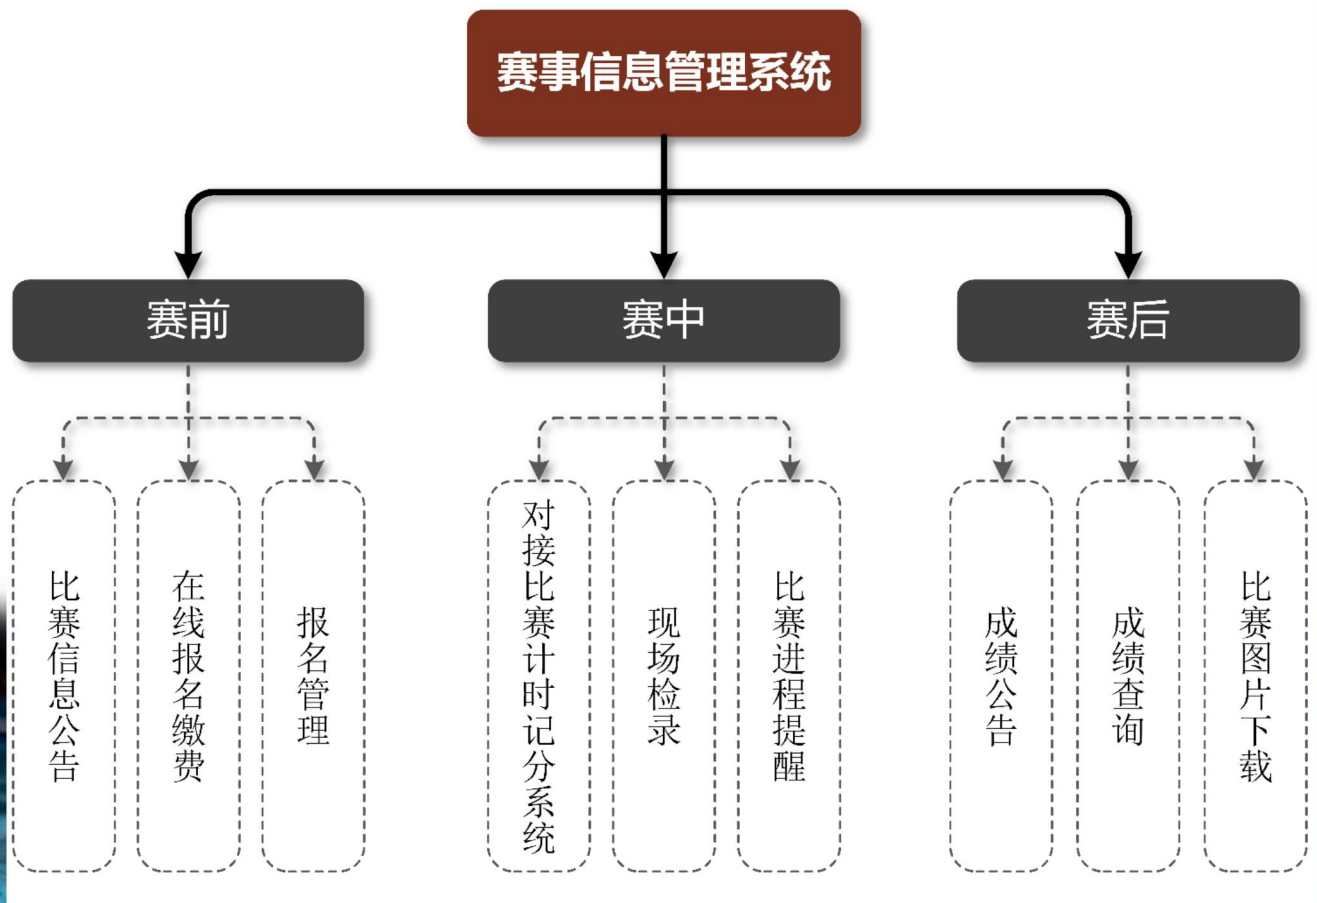 赛事信息管理系统
赛前
赛中
赛后
比赛信息公告
在线报名缴费
报名管理
对接比赛计时记分系统
现场检录
比赛进程提醒
成绩公告
成绩查询
比赛图片下载